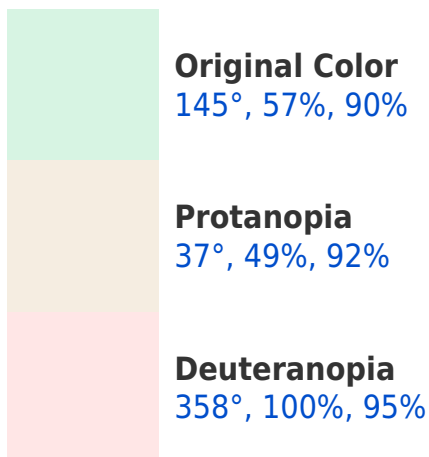 Original Color
145°, 57%, 90%
Protanopia
37°, 49%, 92%
Deuteranopia
358°, 100%, 95%